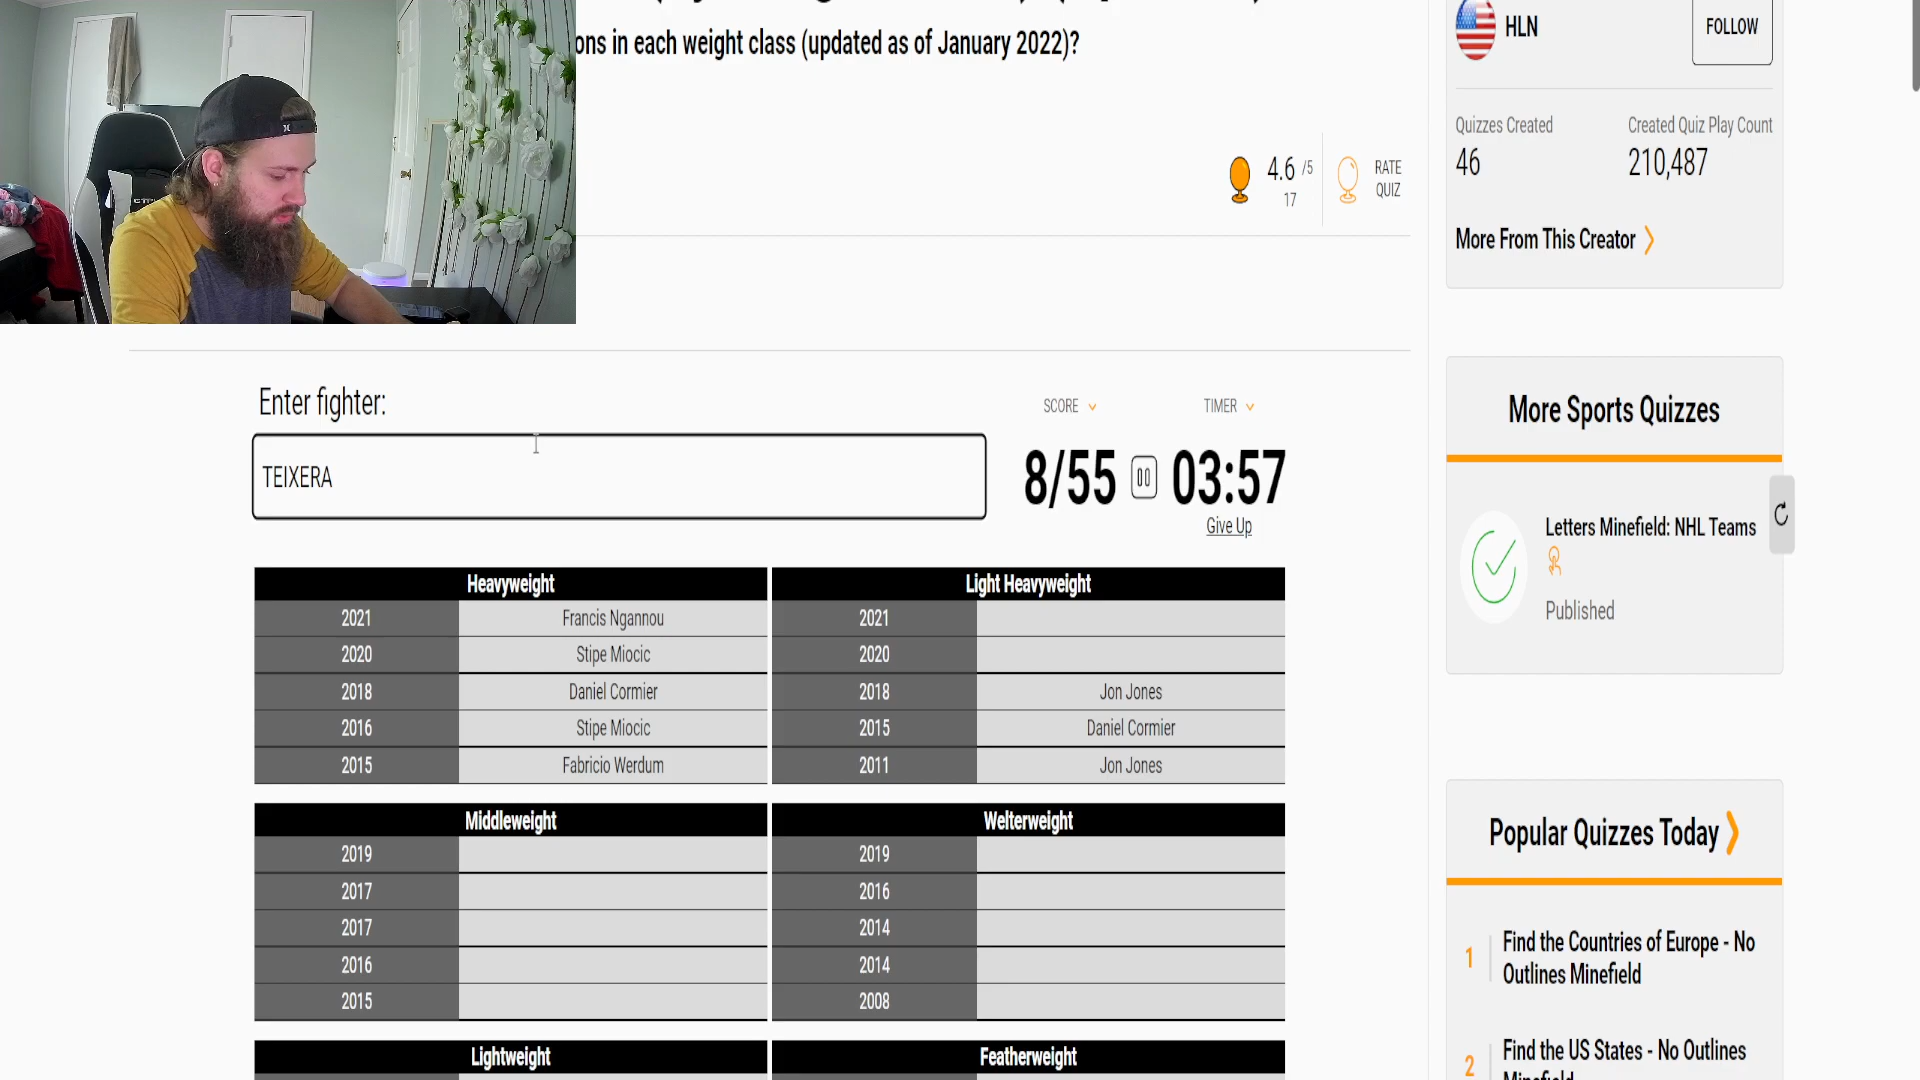 ons in each weight class (updated as of January 2022)?
4.6 /5
17
RATE
QUIZ
HLN
FOLLOW
Quizzes Created
Created Quiz Play Count
46
210,487
More From This Creator
Enter fighter:
SCORE
TIMER
TEIXERA
8/55
03:57
Give Up
Heavyweight
2021 Francis Ngannou
2020 Stipe Miocic
2018 Daniel Cormier
2016 Stipe Miocic
2015 Fabricio Werdum
Light Heavyweight
2021
2020
2018 Jon Jones
2015 Daniel Cormier
2011 Jon Jones
Middleweight
2019
2017
2017
2016
2015
Welterweight
2019
2016
2014
2014
2008
Lightweight
Featherweight
More Sports Quizzes
Letters Minefield: NHL Teams
Published
Popular Quizzes Today
1 Find the Countries of Europe - No
Outlines Minefield
2 Find the US States - No Outlines
Minefield